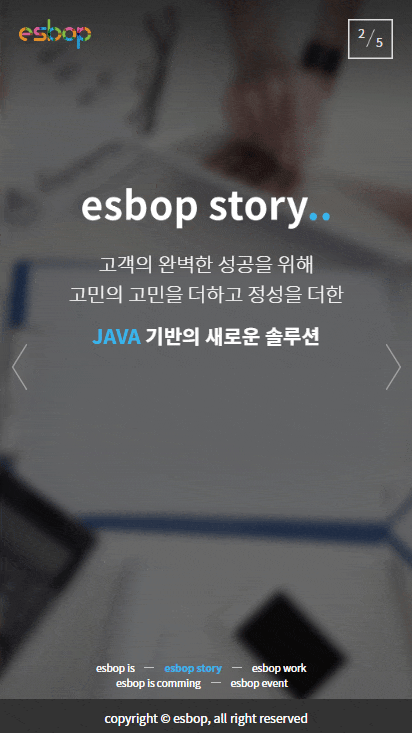 esbop
2/5
esbop story..
고객의 완벽한 성공을 위해
고민의 고민을 더하고 정성을 더한
JAVA 기반의 새로운 솔루션
esbop is — esbop story — esbop work
esbop is comming — esbop event
copyright © esbop, all right reserved